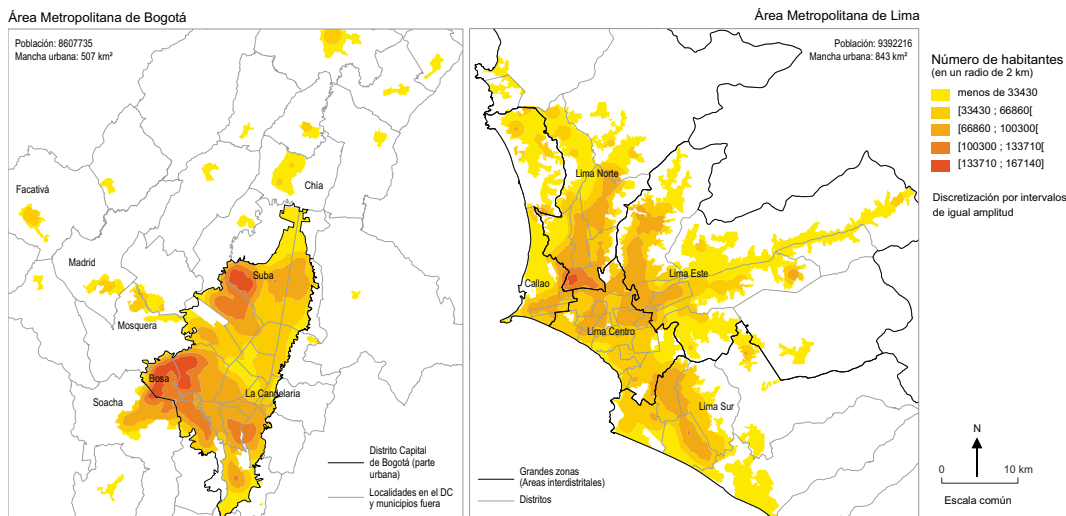 Área Metropolitana de Bogotá
Población: 8607735
Mancha urbana: 507 km²
Facativá
Chía
Madrid
Suba
Mosquera
Bosa
Soacha
La Candelaria
Distrito Capital
de Bogotá (parte
urbana)
Localidades en el DC
y municipios fuera
Área Metropolitana de Lima
Población: 9392216
Mancha urbana: 843 km²
Lima Norte
Callao
Lima Este
Lima Centro
Lima Sur
Grandes zonas
(Areas interdistritales)
Distritos
Número de habitantes
(en un radio de 2 km)
menos de 33430
[33430 ; 66860[
[66860 ; 100300[
[100300 ; 133710[
[133710 ; 167140]
Discretización por intervalos
de igual amplitud
N
0 10 km
Escala común